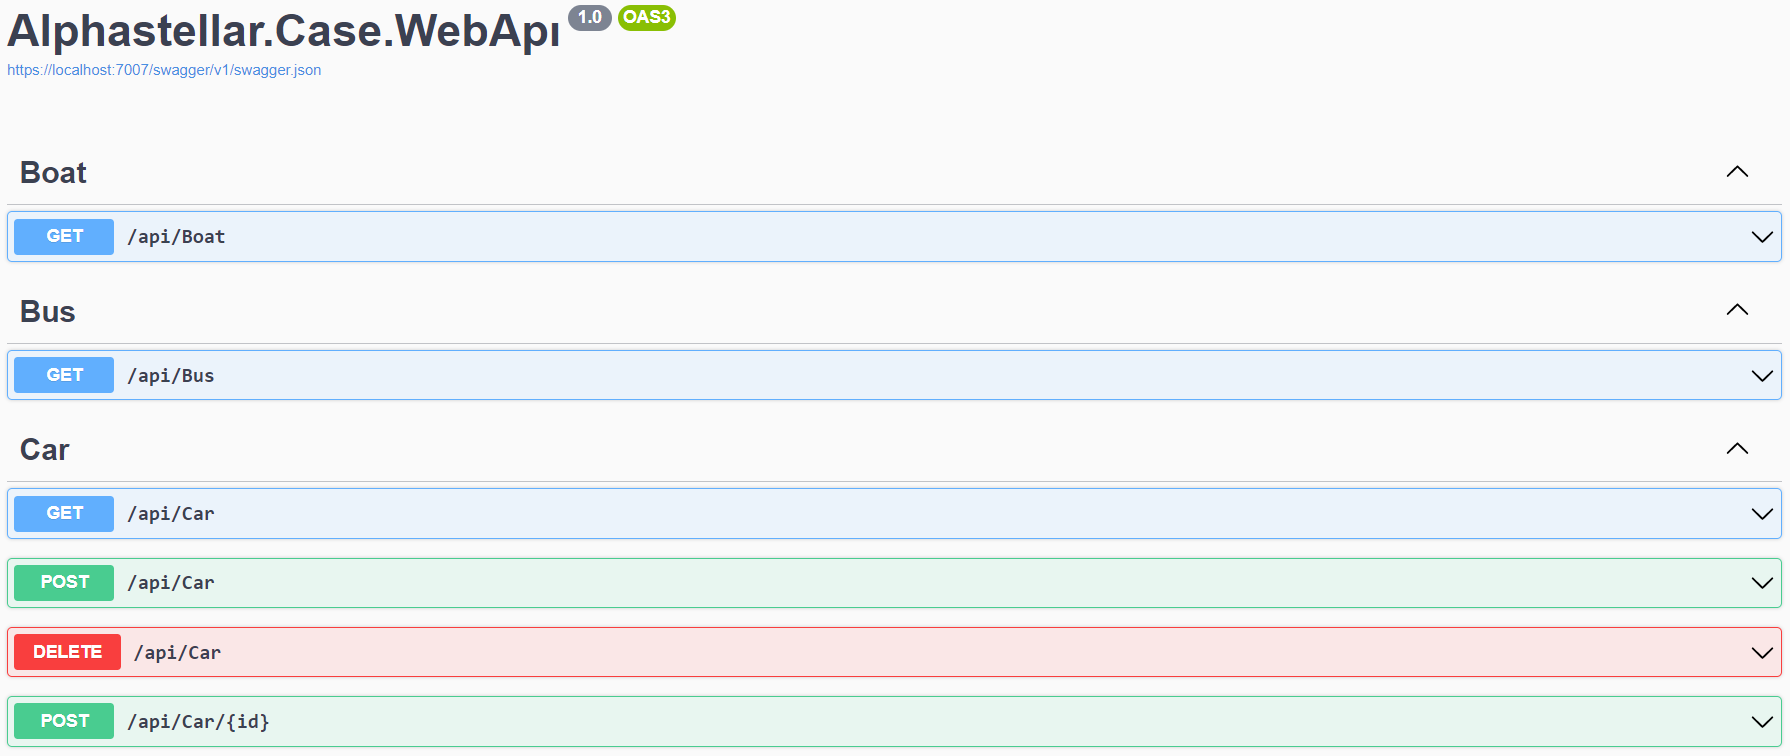 Alphastellar.Case.WebApı 1.0 OAS3
https://localhost:7007/swagger/v1/swagger.json
Boat
GET /api/Boat
Bus
GET /api/Bus
Car
GET /api/Car
POST /api/Car
DELETE /api/Car
POST /api/Car/{id}